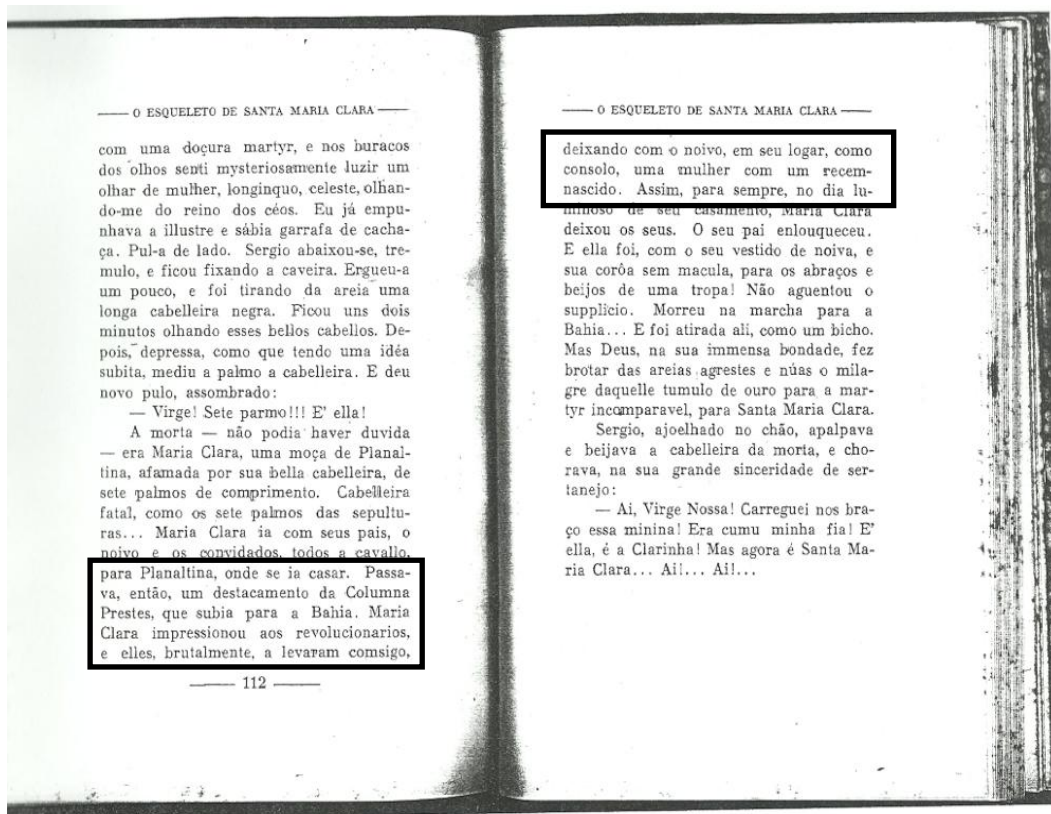 O ESQUELETO DE SANTA MARIA CLARA
com uma doçura martyr, e nos buracos
dos olhos senti mysteriosamente luzir um
olhar de mulher, longinquo, celeste, olhan-
do-me do reino dos céos. Eu já empu-
nhava a illustre e sábia garrafa de cacha-
ça. Pul-a de lado. Sergio abaixou-se, tre-
mulo, e ficou fixando a caveira. Ergueu-a
um pouco, e foi tirando da areia uma
longa cabelleira negra. Ficou uns dois
minutos olhando esses bellos cabellos. De-
pois, depressa, como que tendo uma idéa
subita, mediu a palmo a cabelleira. E deu
novo pulo, assombrado:
— Virge! Sete parmo!!! E' ella!
A morta — não podia haver duvida
— era Maria Clara, uma moça de Planal-
tina, afamada por sua bella cabelleira, de
sete palmos de comprimento. Cabelleira
fatal, como os sete palmos das sepultu-
ras... Maria Clara ia com seus pais, o
noivo e os convidados, todos a cavallo,
para Planaltina, onde se ia casar. Passa-
va, então, um destacamento da Columna
Prestes, que subia para a Bahia. Maria
Clara impressionou aos revolucionarios,
e elles, brutalmente, a levaram comsigo,
112
O ESQUELETO DE SANTA MARIA CLARA
deixando com o noivo, em seu logar, como
consolo, uma mulher com um recem-
nascido. Assim, para sempre, no dia lu-
minoso de seu casamento, Maria Clara
deixou os seus. O seu pai enlouqueceu.
E ella foi, com o seu vestido de noiva, e
sua corôa sem macula, para os abraços e
beijos de uma tropa! Não aguentou o
supplicio. Morreu na marcha para a
Bahia... E foi atirada ali, como um bicho.
Mas Deus, na sua immensa bondade, fez
brotar das areias agrestes e núas o mila-
gre daquelle tumulo de ouro para a mar-
tyr incomparavel, para Santa Maria Clara.
Sergio, ajoelhado no chão, apalpava
e beijava a cabelleira da morta, e cho-
rava, na sua grande sinceridade de ser-
tanejo:
— Ai, Virge Nossa! Carreguei nos bra-
ço essa minina! Era cumu minha fia! E'
ella, é a Clarinha! Mas agora é Santa Ma-
ria Clara... Ai!... Ai!...